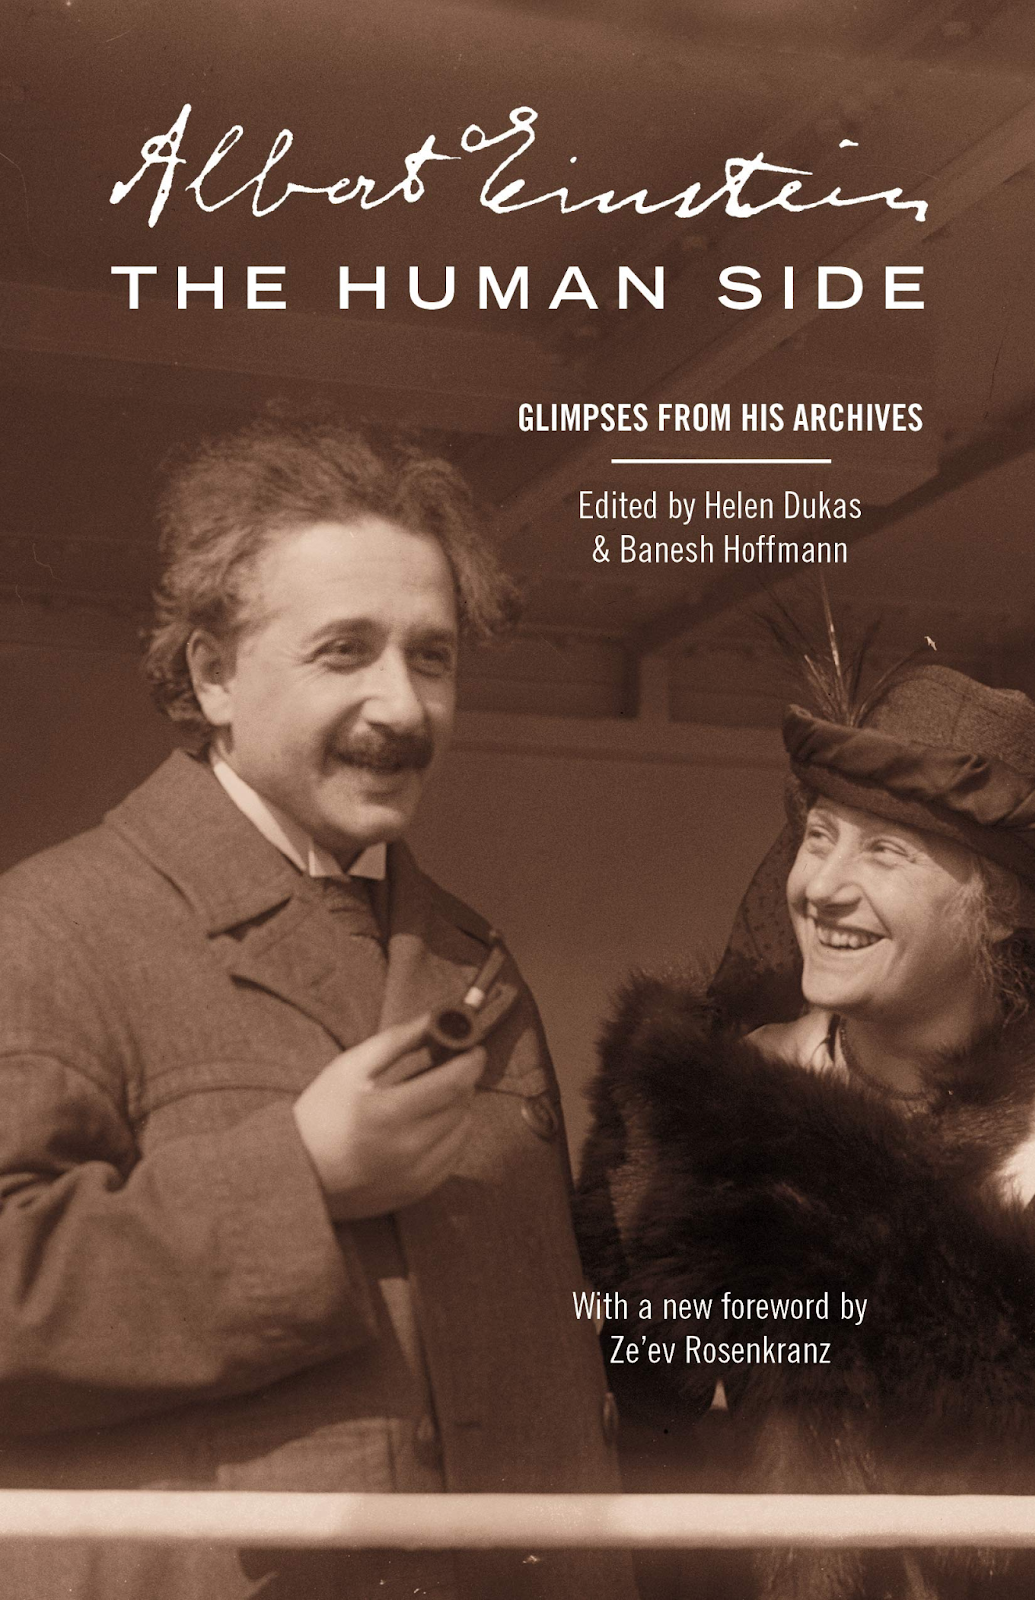 Albert Einstein
THE HUMAN SIDE
GLIMPSES FROM HIS ARCHIVES
Edited by Helen Dukas
& Banesh Hoffmann
With a new foreword by
Ze’ev Rosenkranz